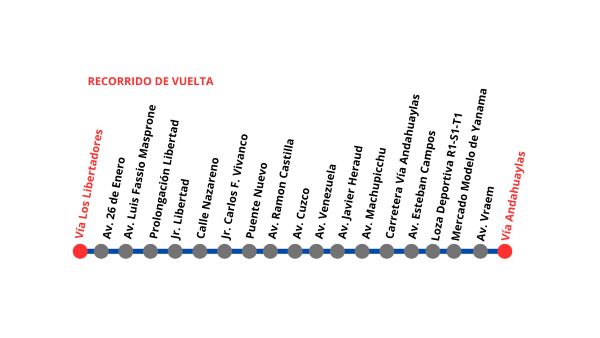 RECORRIDO DE VUELTA
Vía Los Libertadores
Av. 26 de Enero
Av. Luis Fassio Masprone
Prolongación Libertad
Jr. Libertad
Calle Nazareno
Jr. Carlos F. Vivanco
Puente Nuevo
Av. Ramon Castilla
Av. Cuzco
Av. Venezuela
Av. Javier Heraud
Av. Machupicchu
Carretera Vía Andahuaylas
Av. Esteban Campos
Loza Deportiva R1-S1-T1
Mercado Modelo de Yanama
Av. Vraem
Vía Andahuaylas